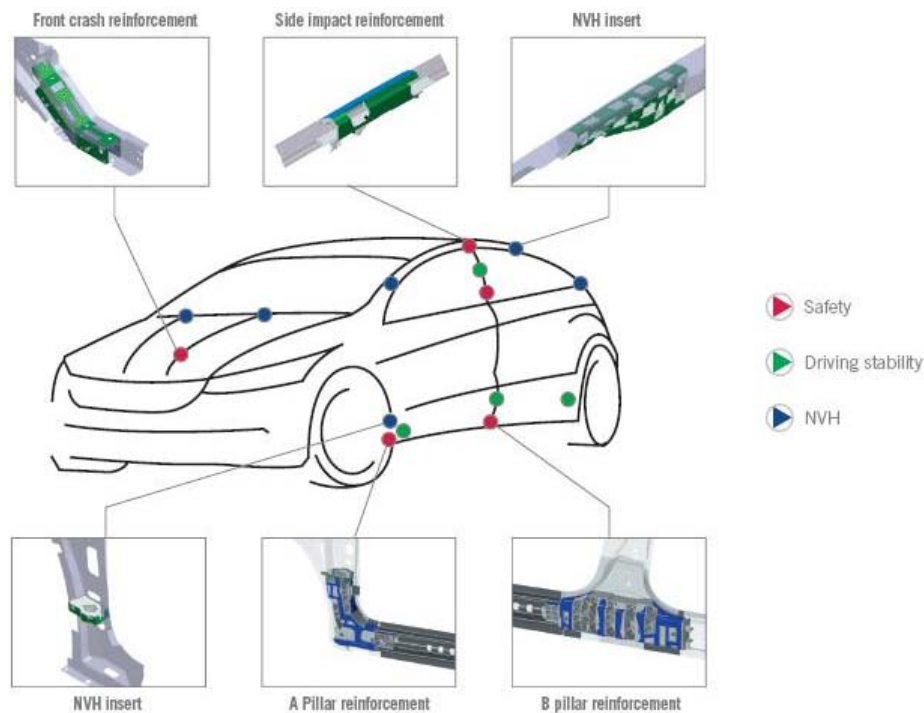 Front crash reinforcement
Side impact reinforcement
NVH insert
Safety
Driving stability
NVH
NVH insert
A Pillar reinforcement
B pillar reinforcement